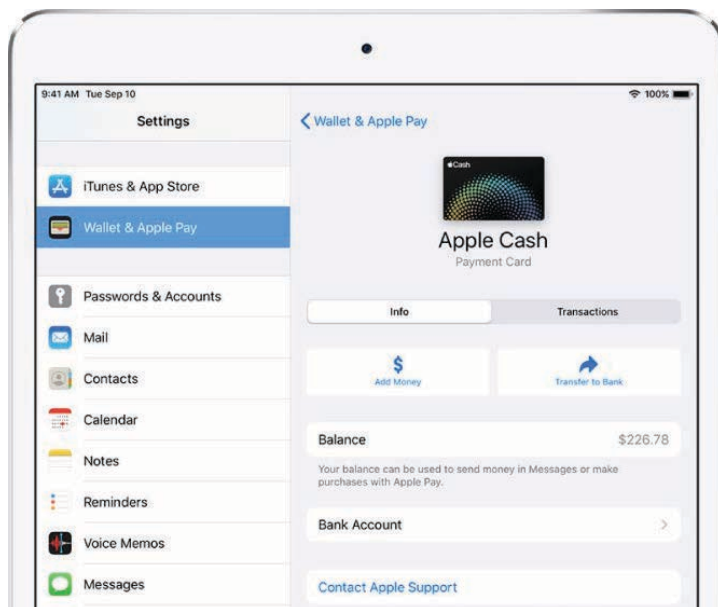 9:41 AM Tue Sep 10
100%
Settings
Wallet & Apple Pay
iTunes & App Store
Wallet & Apple Pay
Passwords & Accounts
Mail
Contacts
Calendar
Notes
Reminders
Voice Memos
Messages
Cash
Apple Cash
Payment Card
Info
Transactions
$
Add Money
Transfer to Bank
Balance
$226.78
Your balance can be used to send money in Messages or make
purchases with Apple Pay.
Bank Account
Contact Apple Support